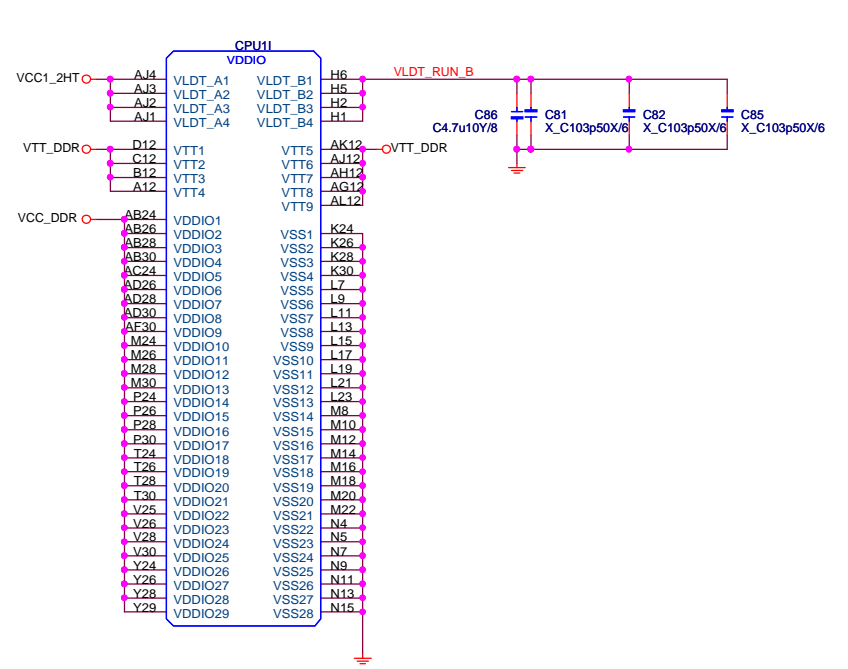 CPU1I
VDDIO
VCC1_2HT AJ4 VLDT_A1 VLDT_B1 H6 VLDT_RUN_B
AJ3 VLDT_A2 VLDT_B2 H5
AJ2 VLDT_A3 VLDT_B3 H2
AJ1 VLDT_A4 VLDT_B4 H1
C86 C81 C82 C85
C4.7u10Y/8 X_C103p50X/6 X_C103p50X/6 X_C103p50X/6
VTT_DDR D12 VTT1 VTT5 AK12 VTT_DDR
C12 VTT2 VTT6 AJ12
B12 VTT3 VTT7 AH12
A12 VTT4 VTT8 AG12
VTT9 AL12
VCC_DDR AB24 VDDIO1
AB26 VDDIO2 VSS1 K24
AB28 VDDIO3 VSS2 K26
AB30 VDDIO4 VSS3 K28
AC24 VDDIO5 VSS4 K30
AD26 VDDIO6 VSS5 L7
AD28 VDDIO7 VSS6 L9
AD30 VDDIO8 VSS7 L11
AF30 VDDIO9 VSS8 L13
M24 VDDIO10 VSS9 L15
M26 VDDIO11 VSS10 L17
M28 VDDIO12 VSS11 L19
M30 VDDIO13 VSS12 L21
P24 VDDIO14 VSS13 L23
P26 VDDIO15 VSS14 M8
P28 VDDIO16 VSS15 M10
P30 VDDIO17 VSS16 M12
T24 VDDIO18 VSS17 M14
T26 VDDIO19 VSS18 M16
T28 VDDIO20 VSS19 M18
T30 VDDIO21 VSS20 M20
V25 VDDIO22 VSS21 M22
V26 VDDIO23 VSS22 N4
V28 VDDIO24 VSS23 N5
V30 VDDIO25 VSS24 N7
Y24 VDDIO26 VSS25 N9
Y26 VDDIO27 VSS26 N11
Y28 VDDIO28 VSS27 N13
Y29 VDDIO29 VSS28 N15